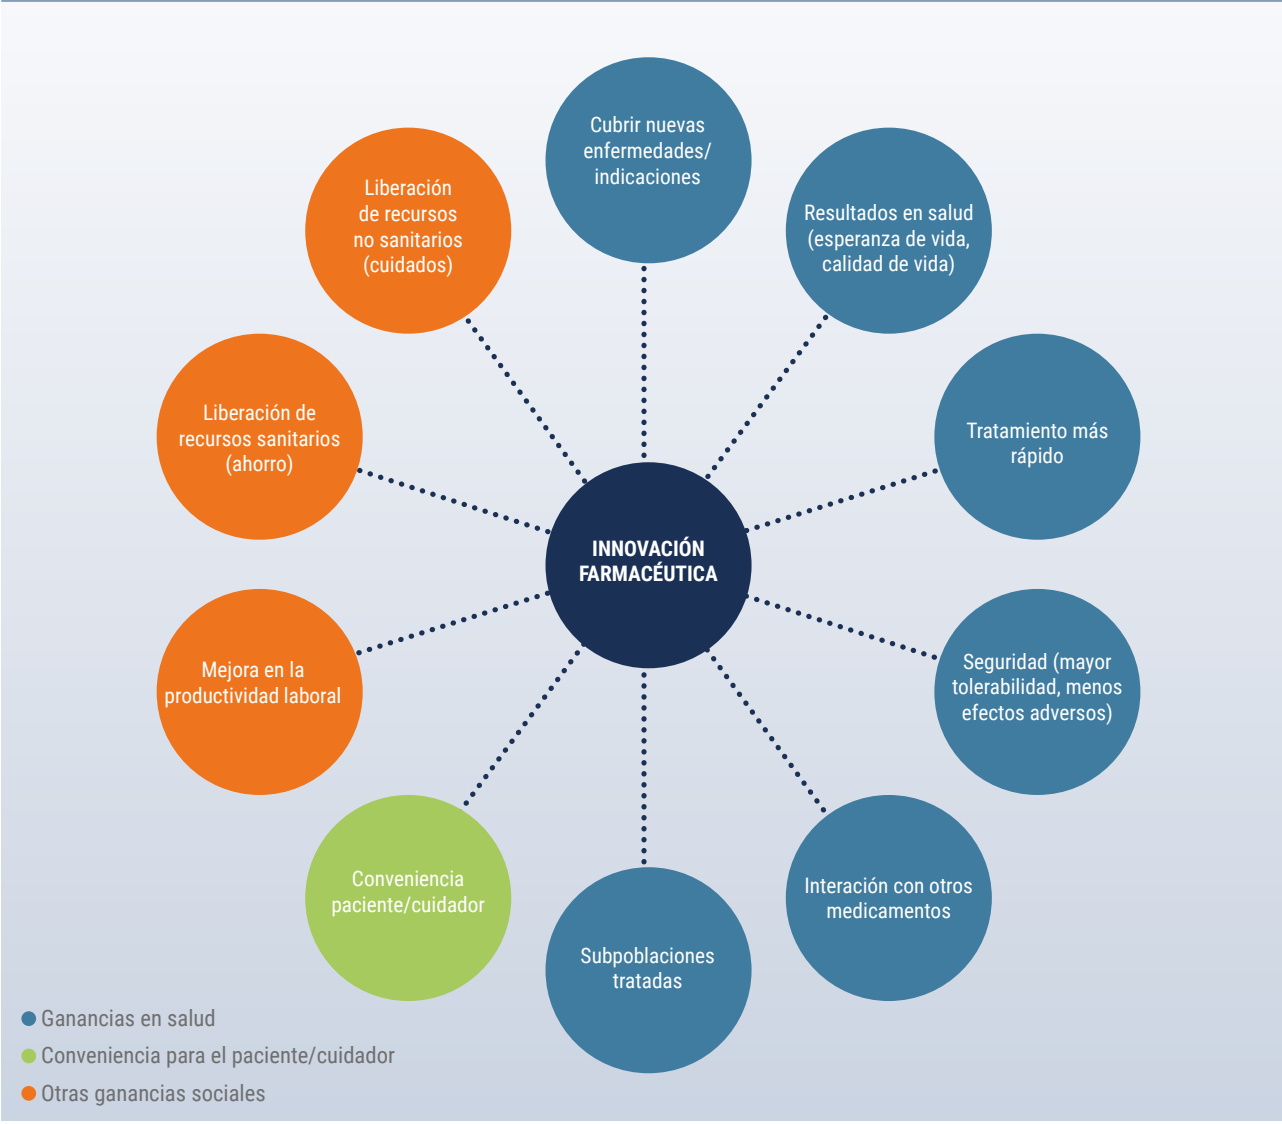 Cubrir nuevas
enfermedades/
indicaciones
Resultados en salud
(esperanza de vida,
calidad de vida)
Tratamiento más
rápido
Seguridad (mayor
tolerabilidad, menos
efectos adversos)
Interación con otros
medicamentos
Subpoblaciones
tratadas
Conveniencia
paciente/cuidador
Mejora en la
productividad laboral
Liberación de
recursos sanitarios
(ahorro)
Liberación
de recursos
no sanitarios
(cuidados)
INNOVACIÓN
FARMACÉUTICA
Ganancias en salud
Conveniencia para el paciente/cuidador
Otras ganancias sociales